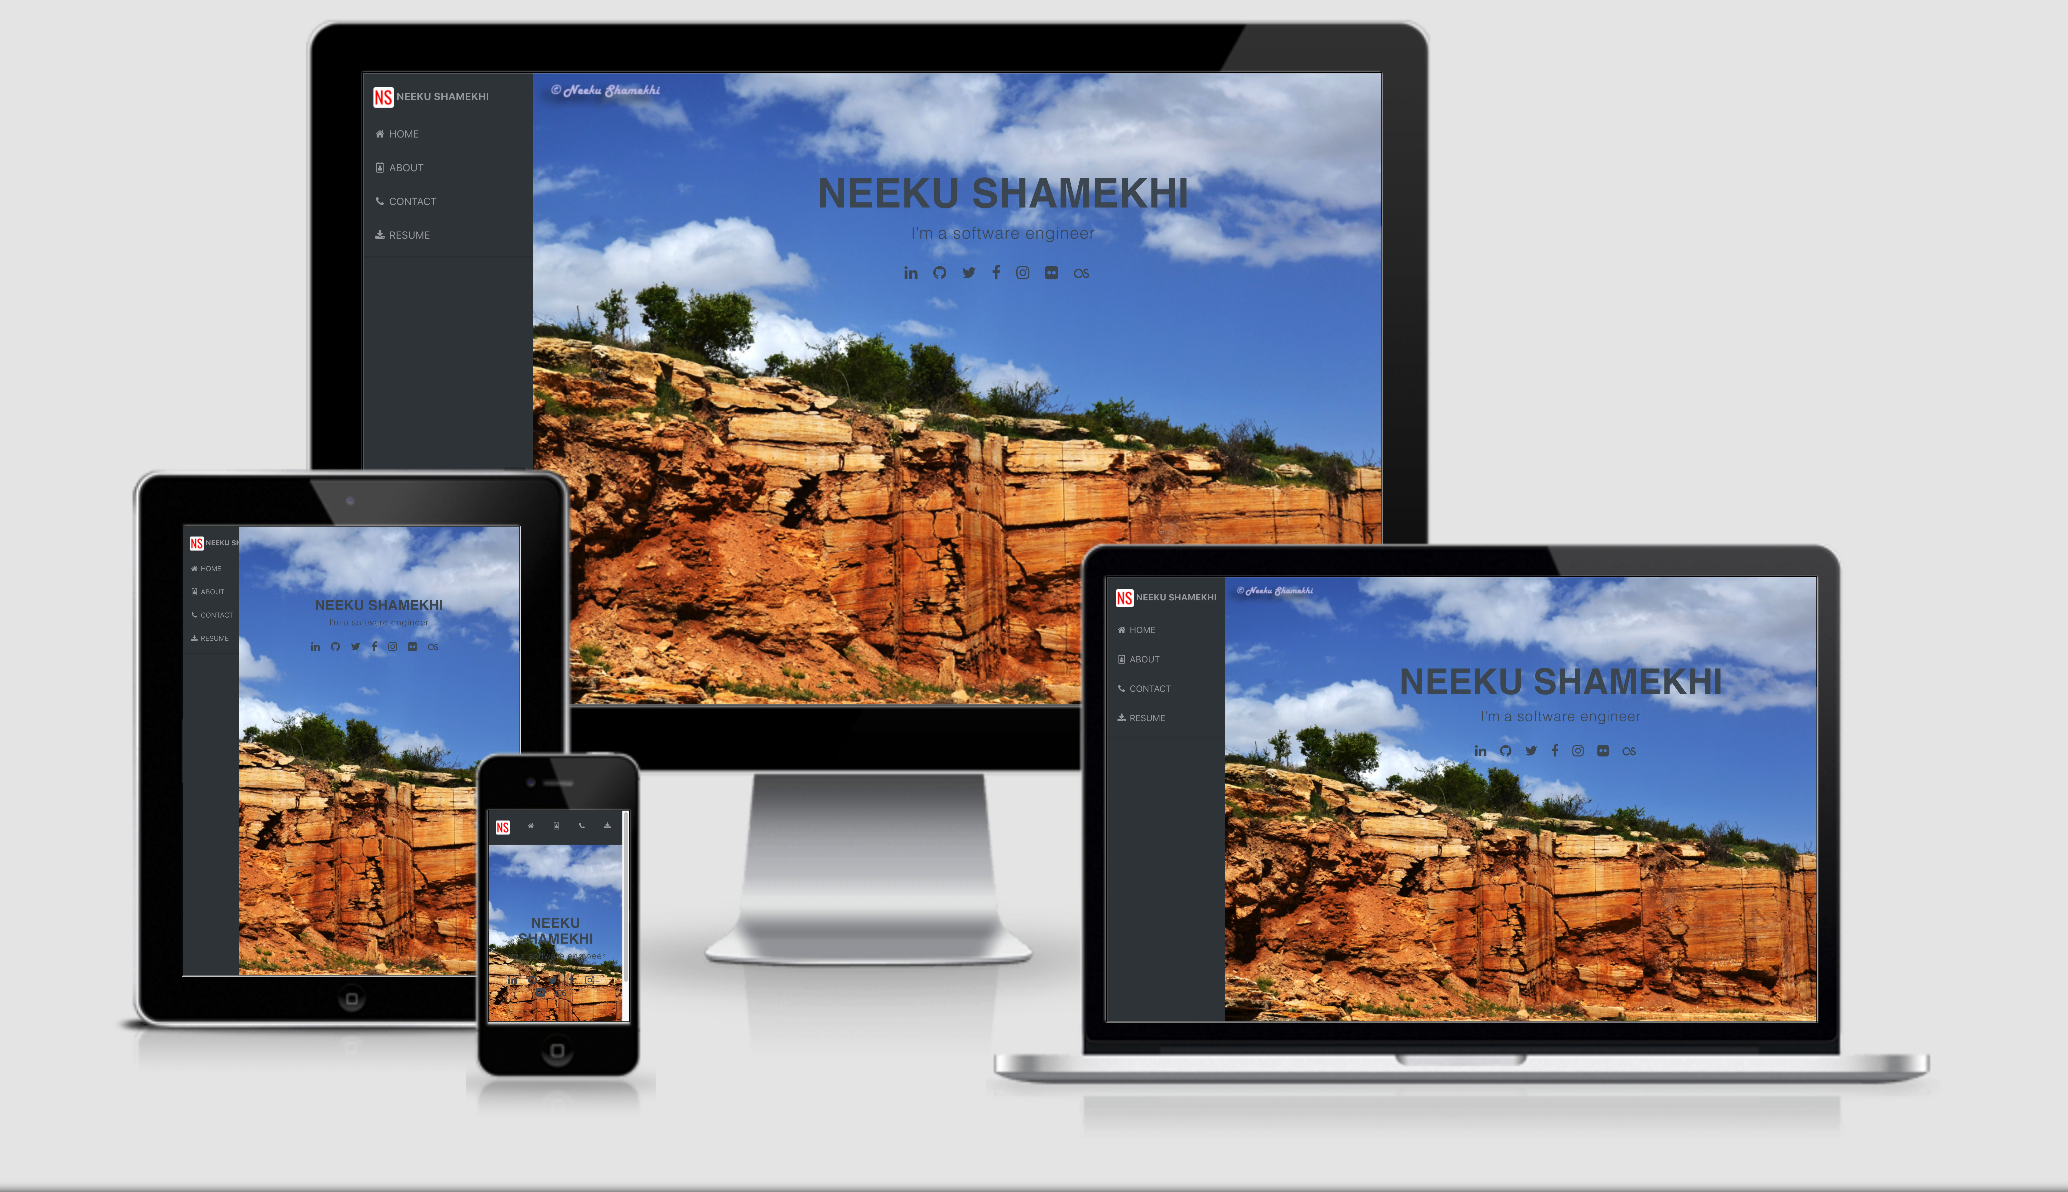 NS NEEKU SHAMEKHI
HOME
ABOUT
CONTACT
RESUME
© Neeku Shamekhi
NEEKU SHAMEKHI
I'm a software engineer
NS NEEKU SH
HOME
ABOUT
CONTACT
RESUME
NEEKU SHAMEKHI
I'm a software engineer
NS
NEEKU
SHAMEKHI
software engineer
NS NEEKU SHAMEKHI
HOME
ABOUT
CONTACT
RESUME
© Neeku Shamekhi
NEEKU SHAMEKHI
I'm a software engineer